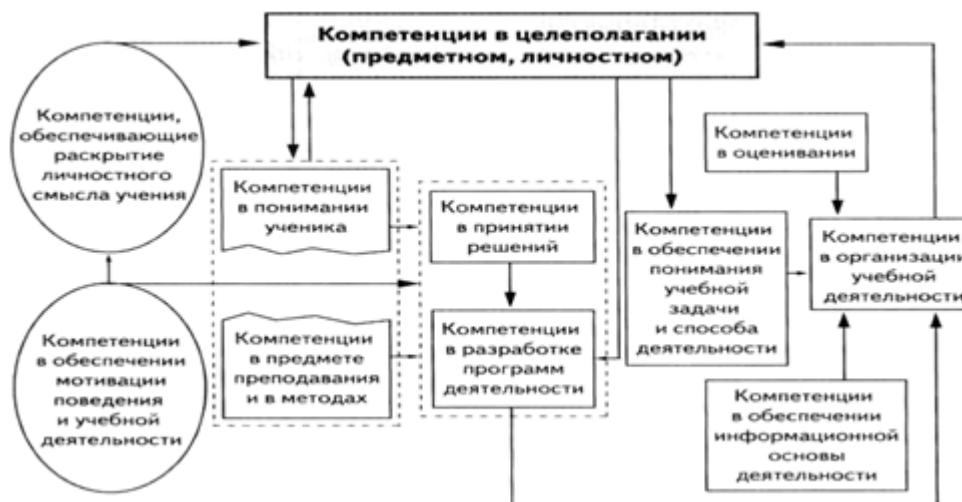 Компетенции в целеполагании
(предметном, личностном)
Компетенции,
обеспечивающие
раскрытие
личностного
смысла учения
Компетенции
в оценивании
Компетенции
в понимании
ученика
Компетенции
в принятии
решений
Компетенции
в обеспечении
понимания
учебной
задачи
и способа
деятельности
Компетенции
в организации
учебной
деятельности
Компетенции
в обеспечении
мотивации
поведения
и учебной
деятельности
Компетенции
в предмете
преподавания
и в методах
Компетенции
в разработке
программ
деятельности
Компетенции
в обеспечении
информационной
основы
деятельности